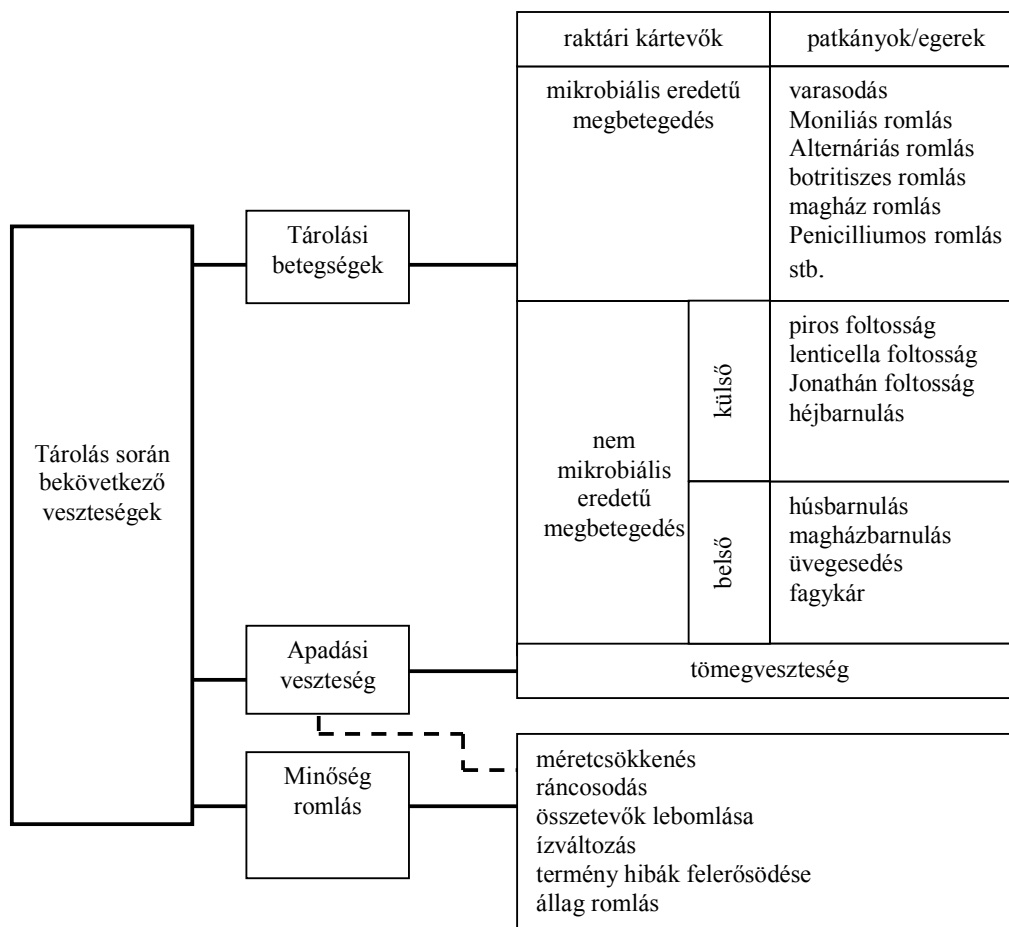 raktári kártevők
patkányok/egerek
mikrobiális eredetű
megbetegedés
varasodás
Moniliás romlás
Alternáriás romlás
botritiszes romlás
magház romlás
Penicilliumos romlás
stb.
Tárolási
betegségek
piros foltosság
lenticella foltosság
Jonathán foltosság
héjbarnulás
külső
nem
mikrobiális
eredetű
megbetegedés
Tárolás során
bekövetkező
veszteségek
húsbarnulás
magházbarnulás
üvegesedés
fagykár
belső
Apadási
veszteség
tömegveszteség
Minőség
romlás
méretcsökkenés
ráncosodás
összetevők lebomlása
ízváltozás
termény hibák felerősödése
állag romlás